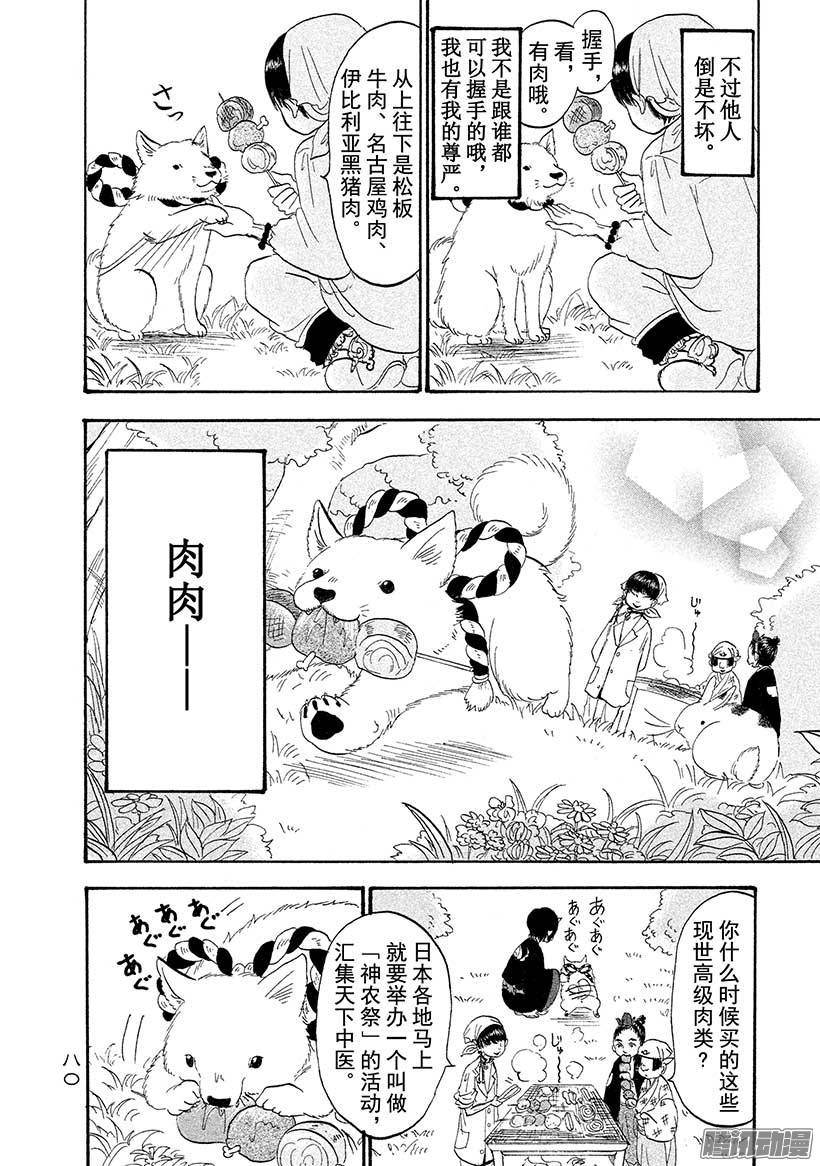 不过他人
倒是不坏。
握手，
看，
有肉哦。
我不是跟谁都
可以握手的哦，
我也有我的尊严。
从上往下是松板
牛肉、名古屋鸡肉、
伊比利亚黑猪肉。
さっ
肉肉——
じゅ
你什么时候买的这些
现世高级肉类？
あぐあぐ
あぐあぐ
じゅ
日本各地马上
就要举办一个叫做
「神农祭」的活动，
汇集天下中医。
あぐ
あぐ
あぐ
八〇
腾讯动漫